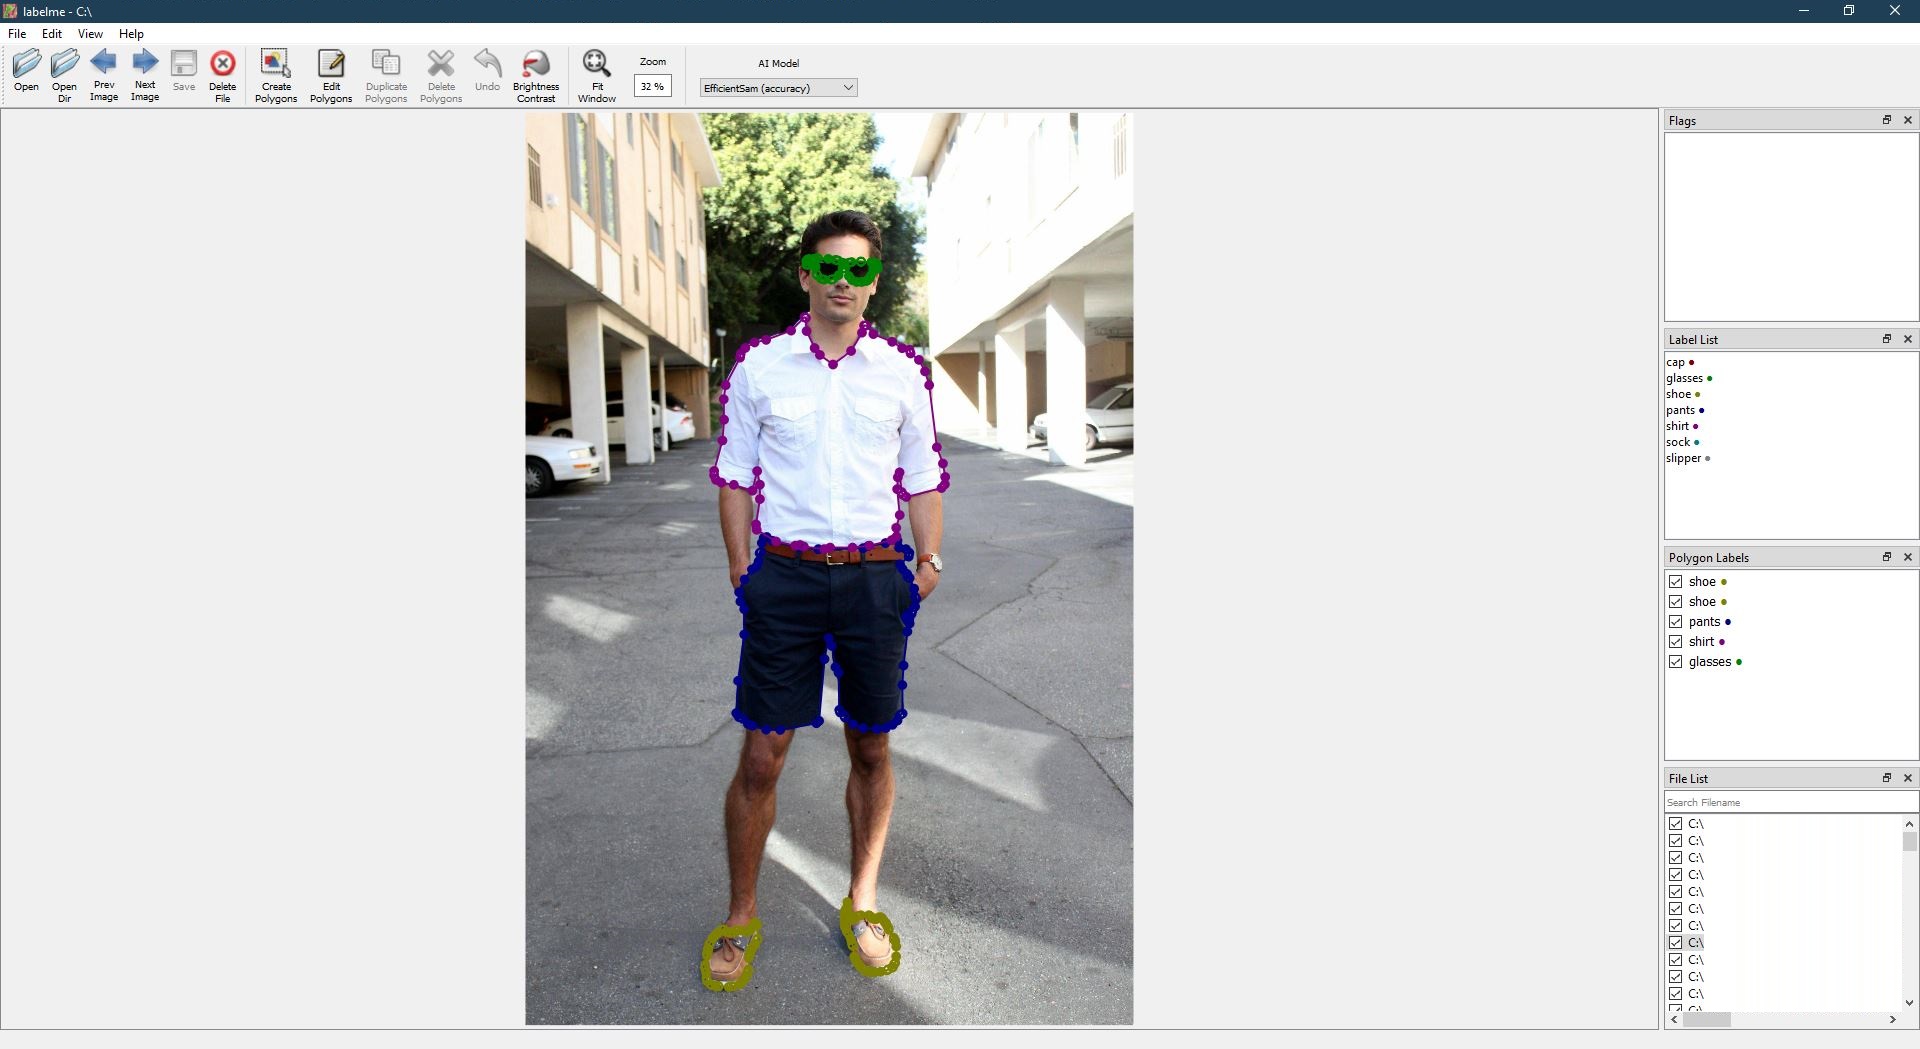 labelme - C:\
File Edit View Help
Open
Open Dir
Prev Image
Next Image
Save
Delete File
Create Polygons
Edit Polygons
Duplicate Polygons
Delete Polygons
Undo
Brightness Contrast
Fit Window
Zoom
32 %
AI Model
EfficientSam (accuracy)
Flags
Label List
cap
glasses
shoe
pants
shirt
sock
slipper
Polygon Labels
shoe
shoe
pants
shirt
glasses
File List
Search Filename
C:\
C:\
C:\
C:\
C:\
C:\
C:\
C:\
C:\
C:\
C:\
C:\